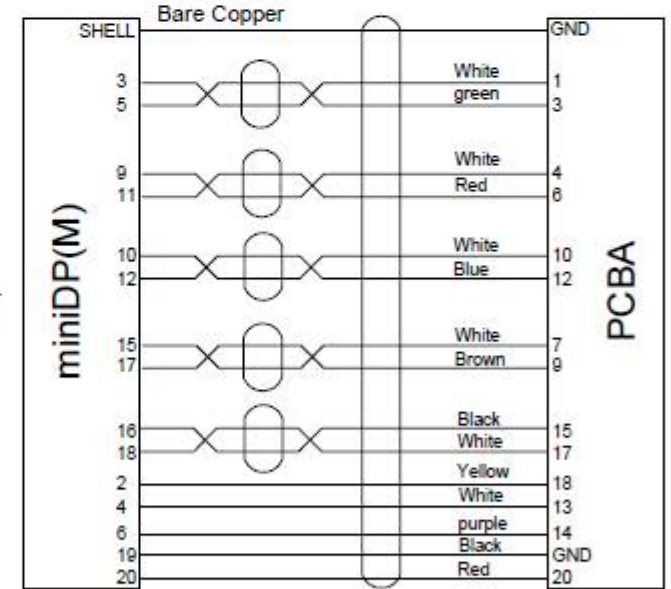 Bare Copper
SHELL GND
3 White 1
5 green 3
9 White 4
11 Red 6
10 White 10
12 Blue 12
15 White 7
17 Brown 9
16 Black 15
18 White 17
2 Yellow 18
4 White 13
6 purple 14
19 Black GND
20 Red 20
miniDP(M)
PCBA